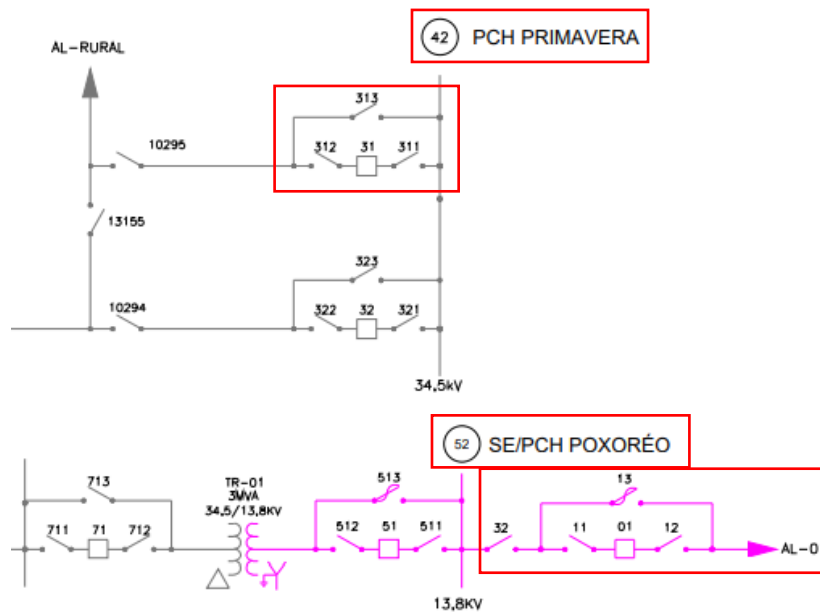 42 PCH PRIMAVERA
AL-RURAL
313
10295
312 31 311
13155
323
10294
322 32 321
34,5kV
52 SE/PCH POXORÉO
713
TR-01
3MVA
34.5/13,8KV
513
13
711 71 712
512 51 511
32
11 01 12
AL-0
13,8KV